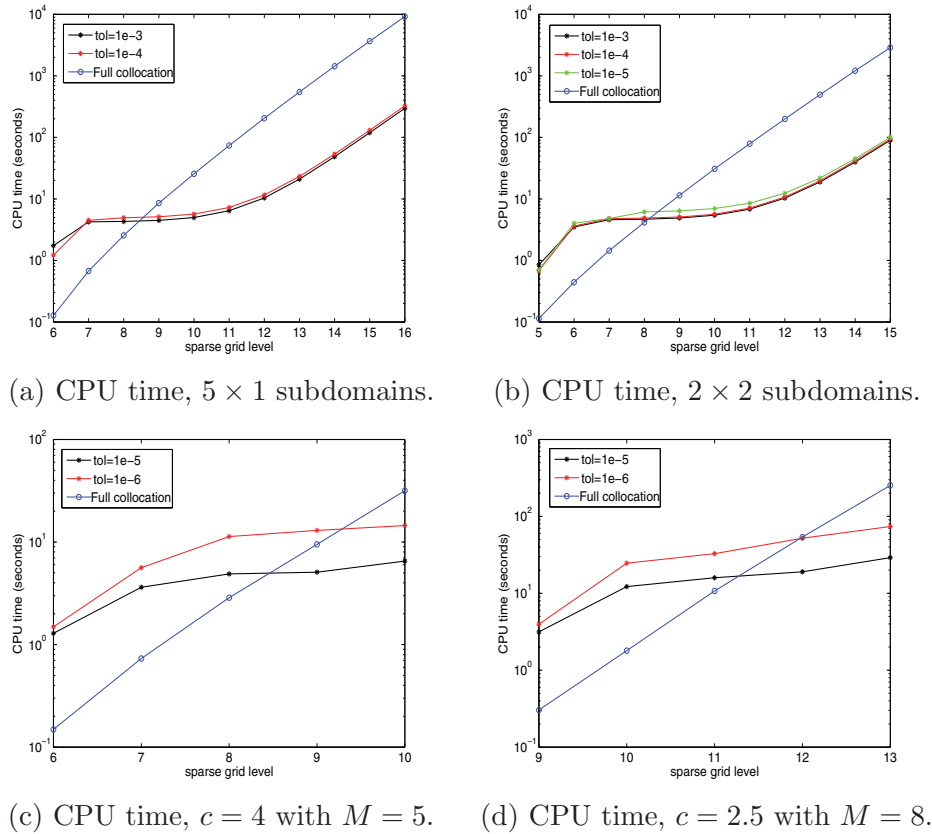 10^4
10^3
10^2
10^1
10^0
10^-1
CPU time (seconds)
tol=1e-3
tol=1e-4
Full collocation
6 7 8 9 10 11 12 13 14 15 16
sparse grid level
(a) CPU time, 5 × 1 subdomains.
10^4
10^3
10^2
10^1
10^0
10^-1
CPU time (seconds)
tol=1e-3
tol=1e-4
tol=1e-5
Full collocation
5 6 7 8 9 10 11 12 13 14 15
sparse grid level
(b) CPU time, 2 × 2 subdomains.
10^2
10^1
10^0
10^-1
CPU time (seconds)
tol=1e-5
tol=1e-6
Full collocation
6 7 8 9 10
sparse grid level
(c) CPU time, c = 4 with M = 5.
10^3
10^2
10^1
10^0
10^-1
CPU time (seconds)
tol=1e-5
tol=1e-6
Full collocation
9 10 11 12 13
sparse grid level
(d) CPU time, c = 2.5 with M = 8.